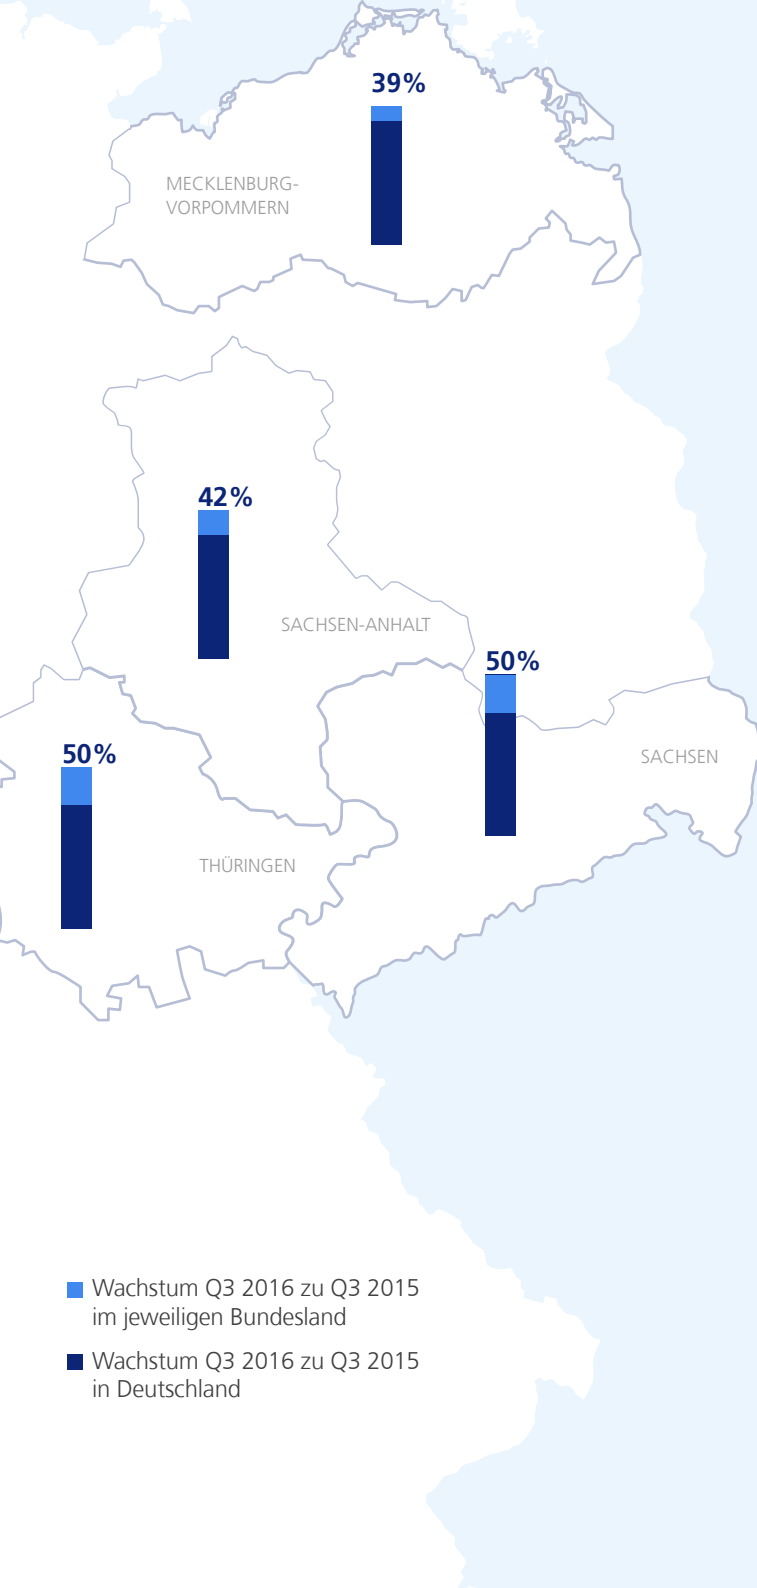 39%
MECKLENBURG-
VORPOMMERN
42%
SACHSEN-ANHALT
50%
SACHSEN
50%
THÜRINGEN
Wachstum Q3 2016 zu Q3 2015
im jeweiligen Bundesland
Wachstum Q3 2016 zu Q3 2015
in Deutschland